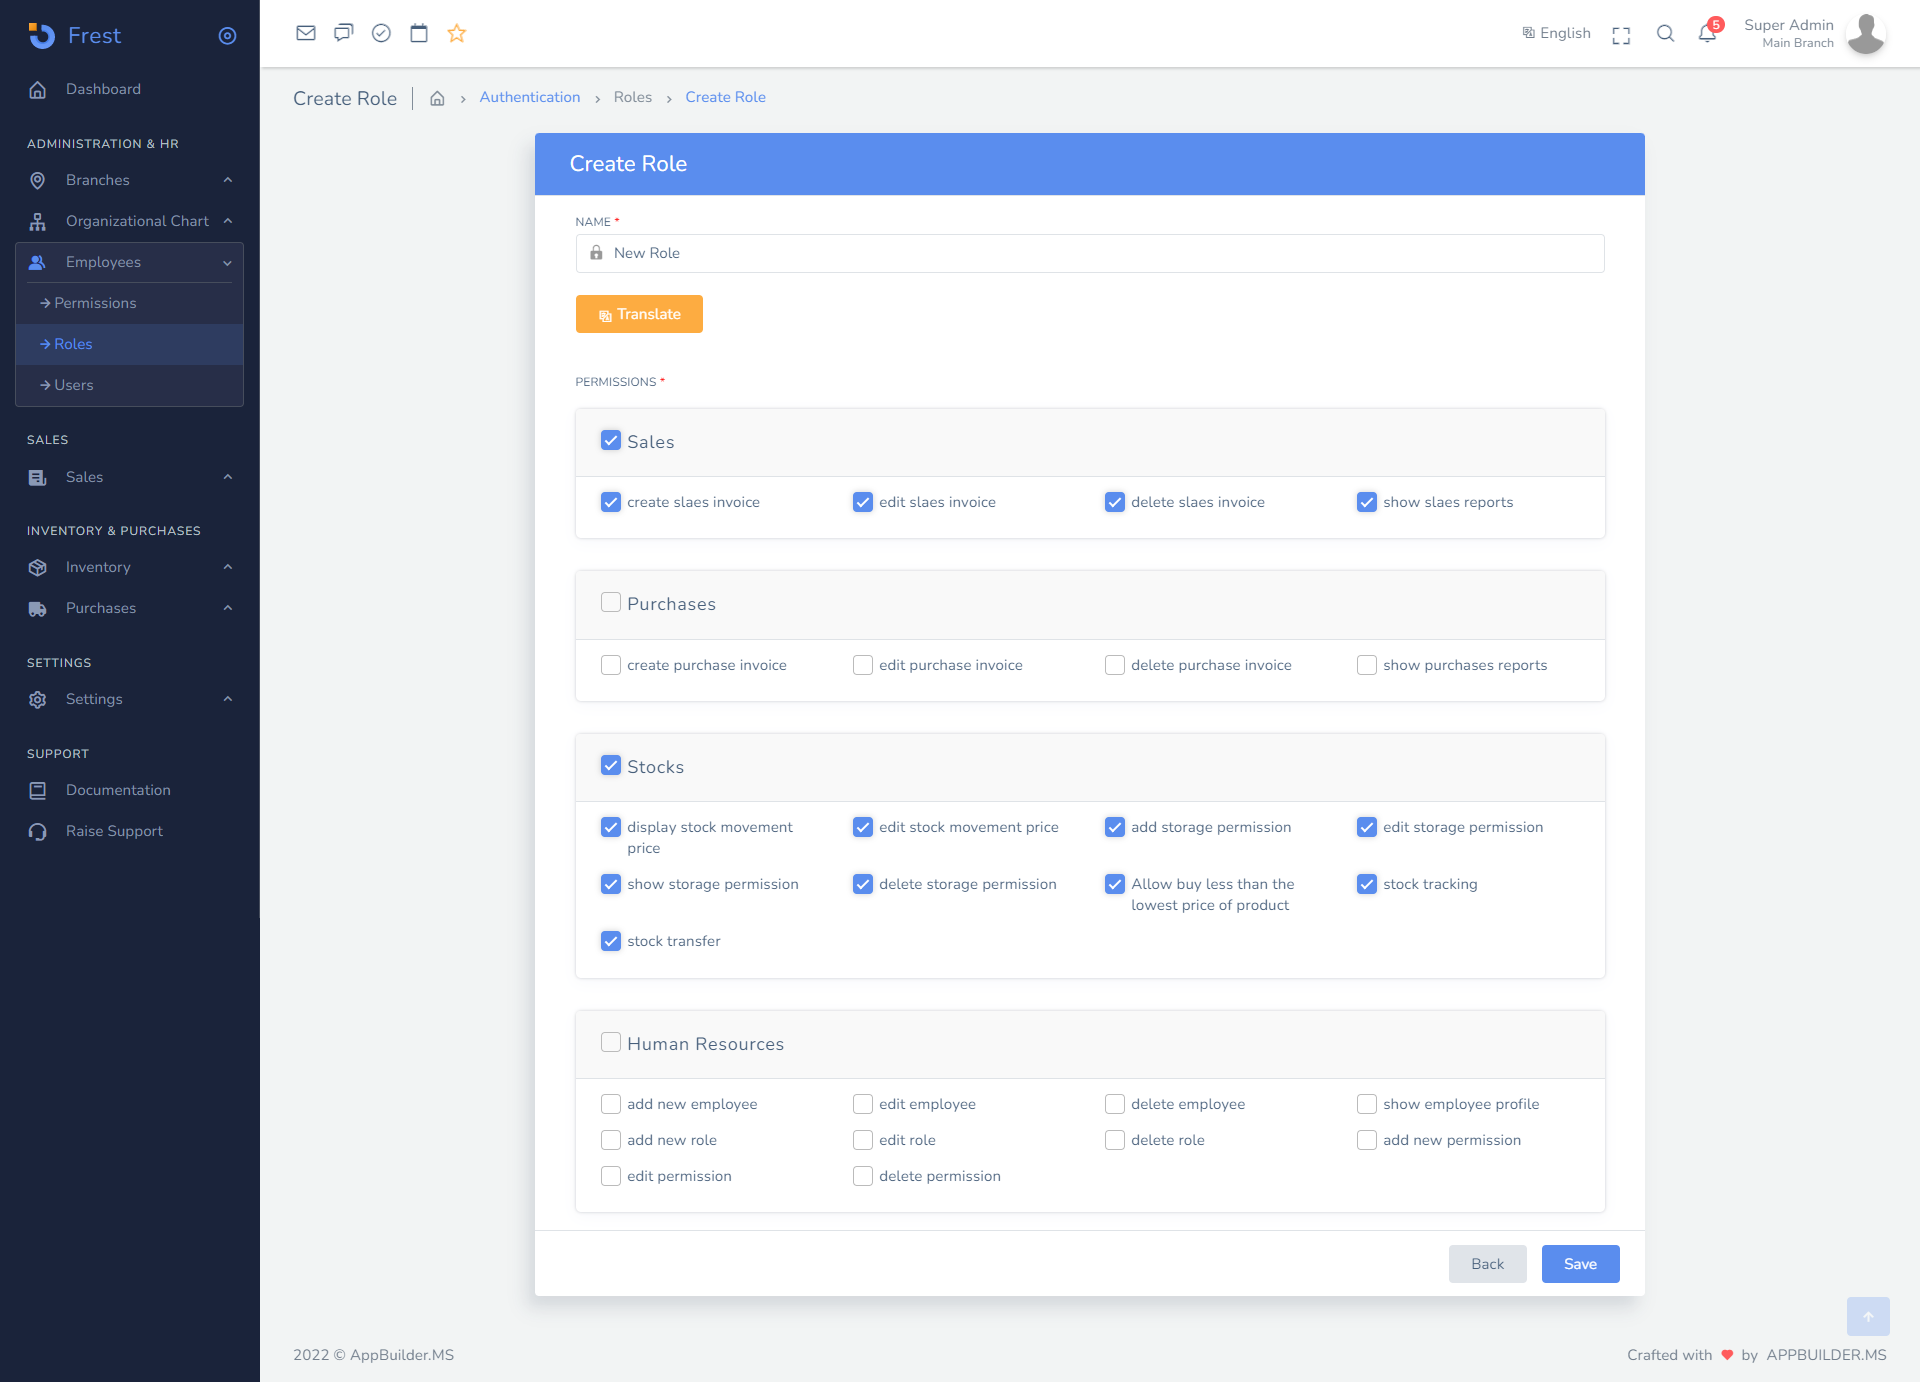 Frest
Dashboard
ADMINISTRATION & HR
Branches
Organizational Chart
Employees
Permissions
Roles
Users
SALES
Sales
INVENTORY & PURCHASES
Inventory
Purchases
SETTINGS
Settings
SUPPORT
Documentation
Raise Support
English
5
Super Admin
Main Branch
Create Role
Authentication Roles Create Role
Create Role
NAME *
New Role
Translate
PERMISSIONS *
Sales
create slaes invoice edit slaes invoice delete slaes invoice show slaes reports
Purchases
create purchase invoice edit purchase invoice delete purchase invoice show purchases reports
Stocks
display stock movement price edit stock movement price add storage permission edit storage permission
show storage permission delete storage permission Allow buy less than the lowest price of product stock tracking
stock transfer
Human Resources
add new employee edit employee delete employee show employee profile
add new role edit role delete role add new permission
edit permission delete permission
Back Save
2022 © AppBuilder.MS
Crafted with ♥ by APPBUILDER.MS